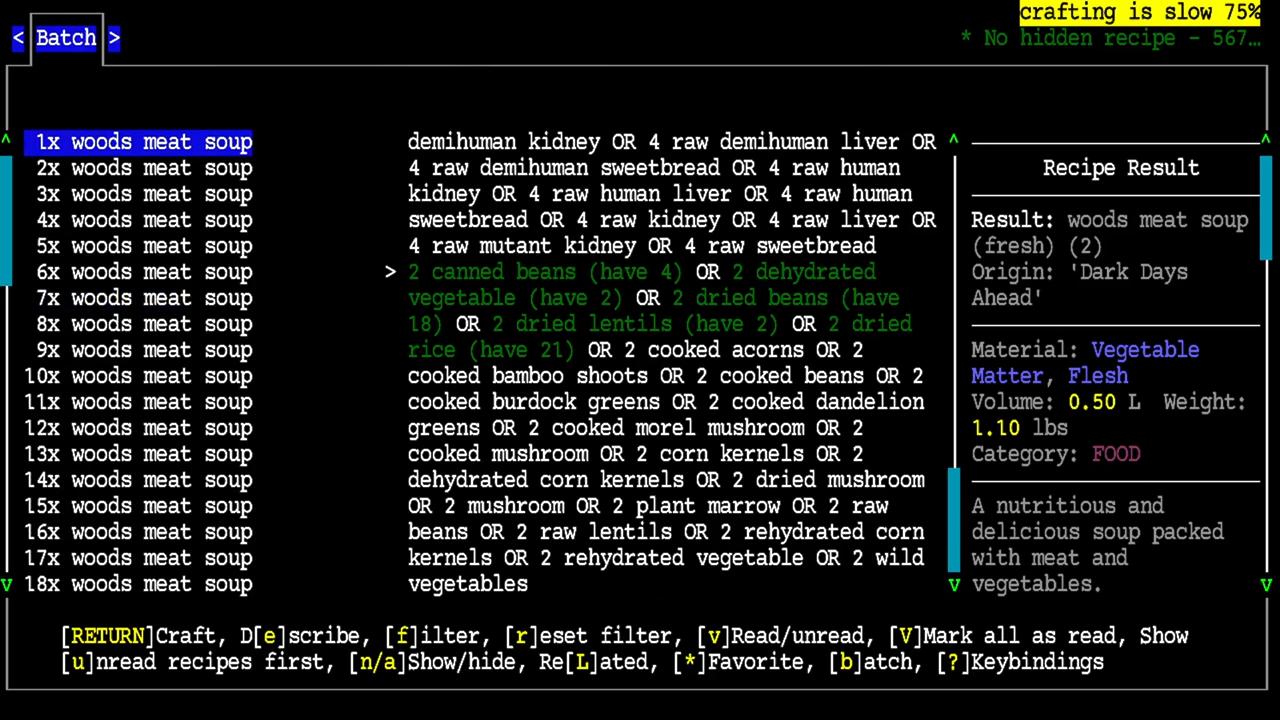 crafting is slow 75%
< Batch >
* No hidden recipe - 567…
1x woods meat soup
2x woods meat soup
3x woods meat soup
4x woods meat soup
5x woods meat soup
6x woods meat soup
7x woods meat soup
8x woods meat soup
9x woods meat soup
10x woods meat soup
11x woods meat soup
12x woods meat soup
13x woods meat soup
14x woods meat soup
15x woods meat soup
16x woods meat soup
17x woods meat soup
18x woods meat soup
demihuman kidney OR 4 raw demihuman liver OR
4 raw demihuman sweetbread OR 4 raw human
kidney OR 4 raw human liver OR 4 raw human
sweetbread OR 4 raw kidney OR 4 raw liver OR
4 raw mutant kidney OR 4 raw sweetbread
> 2 canned beans (have 4) OR 2 dehydrated
vegetable (have 2) OR 2 dried beans (have
18) OR 2 dried lentils (have 2) OR 2 dried
rice (have 21) OR 2 cooked acorns OR 2
cooked bamboo shoots OR 2 cooked beans OR 2
cooked burdock greens OR 2 cooked dandelion
greens OR 2 cooked morel mushroom OR 2
cooked mushroom OR 2 corn kernels OR 2
dehydrated corn kernels OR 2 dried mushroom
OR 2 mushroom OR 2 plant marrow OR 2 raw
beans OR 2 raw lentils OR 2 rehydrated corn
kernels OR 2 rehydrated vegetable OR 2 wild
vegetables
Recipe Result
Result: woods meat soup
(fresh) (2)
Origin: 'Dark Days
Ahead'
Material: Vegetable
Matter, Flesh
Volume: 0.50 L Weight:
1.10 lbs
Category: FOOD
A nutritious and
delicious soup packed
with meat and
vegetables.
[RETURN]Craft, D[e]scribe, [f]ilter, [r]eset filter, [v]Read/unread, [V]Mark all as read, Show
[u]nread recipes first, [n/a]Show/hide, Re[L]ated, [*]Favorite, [b]atch, [?]Keybindings